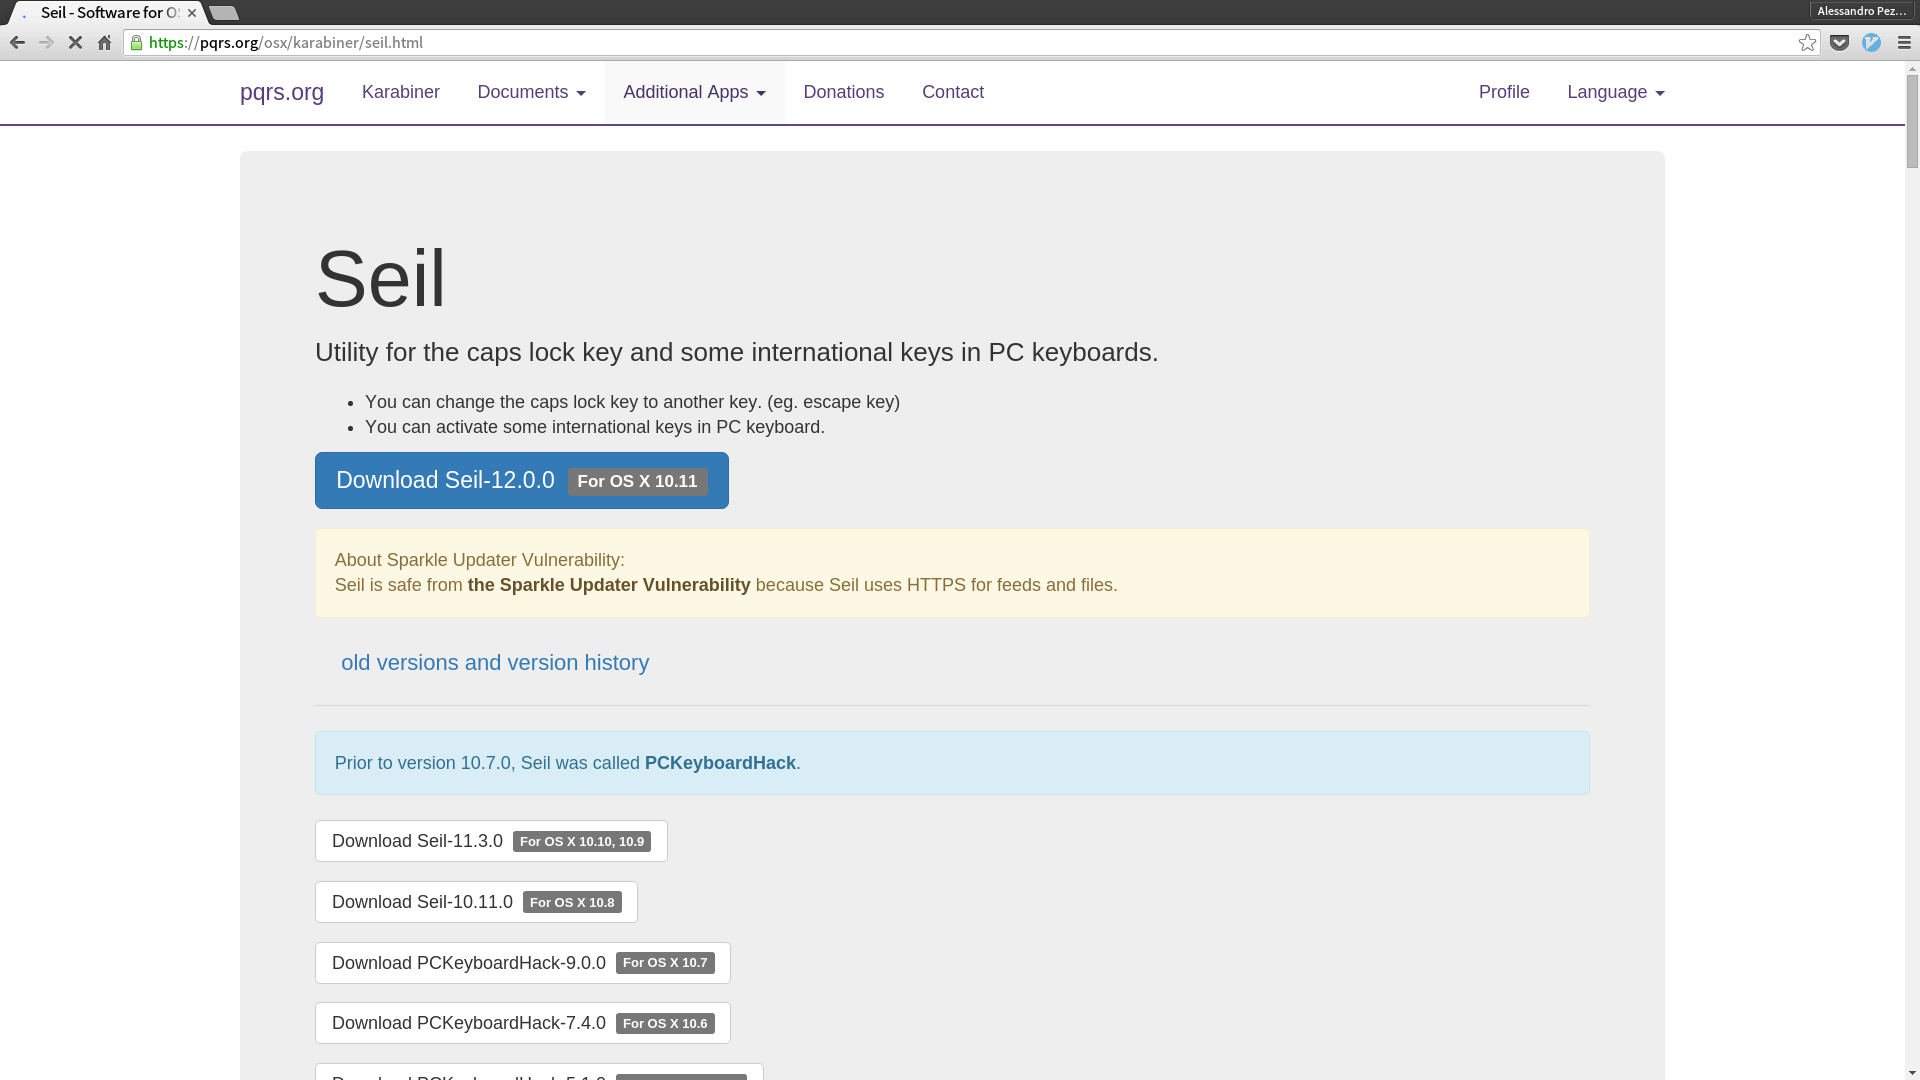 Seil - Software for OS
Alessandro Pez...
https://pqrs.org/osx/karabiner/seil.html
pqrs.org Karabiner Documents Additional Apps Donations Contact Profile Language
Seil
Utility for the caps lock key and some international keys in PC keyboards.
• You can change the caps lock key to another key. (eg. escape key)
• You can activate some international keys in PC keyboard.
Download Seil-12.0.0 For OS X 10.11
About Sparkle Updater Vulnerability:
Seil is safe from the Sparkle Updater Vulnerability because Seil uses HTTPS for feeds and files.
old versions and version history
Prior to version 10.7.0, Seil was called PCKeyboardHack.
Download Seil-11.3.0 For OS X 10.10, 10.9
Download Seil-10.11.0 For OS X 10.8
Download PCKeyboardHack-9.0.0 For OS X 10.7
Download PCKeyboardHack-7.4.0 For OS X 10.6
Download PCKeyboardHack-5.1.0